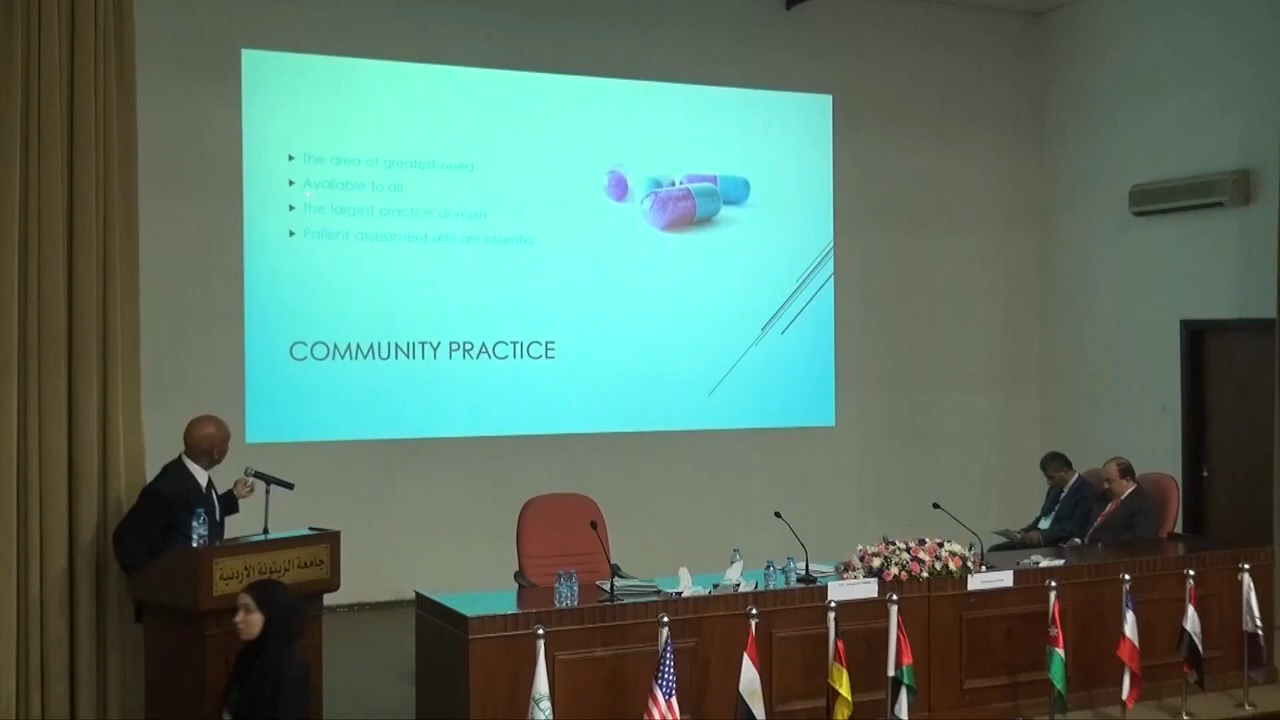 The area of greatest need
Available to all
The largest practice domain
Patient assessment skills are essential
COMMUNITY PRACTICE
جامعة الزيتونة الأردنية